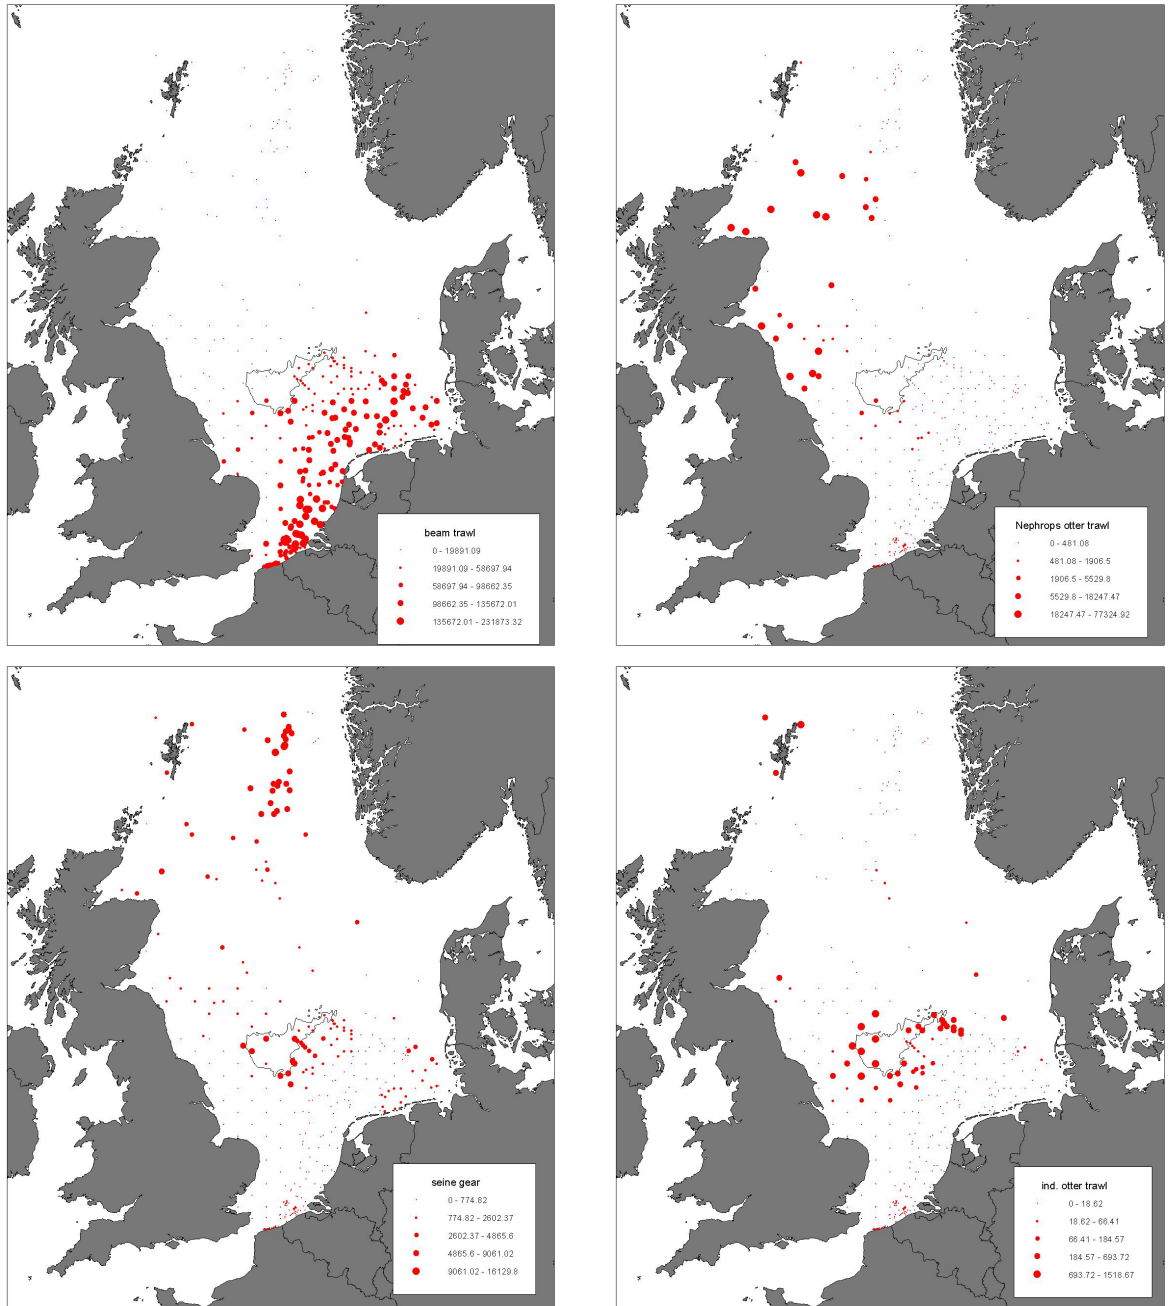 beam trawl
0 - 19891.09
19891.09 - 58697.94
58697.94 - 98662.35
98662.35 - 135672.01
135672.01 - 231873.32
Nephrops otter trawl
0 - 481.08
481.08 - 1906.5
1906.5 - 5529.8
5529.8 - 18247.47
18247.47 - 77324.92
seine gear
0 - 774.82
774.82 - 2602.37
2602.37 - 4865.6
4865.6 - 9061.02
9061.02 - 16129.8
ind. otter trawl
0 - 18.62
18.62 - 66.41
66.41 - 184.57
184.57 - 693.72
693.72 - 1518.67